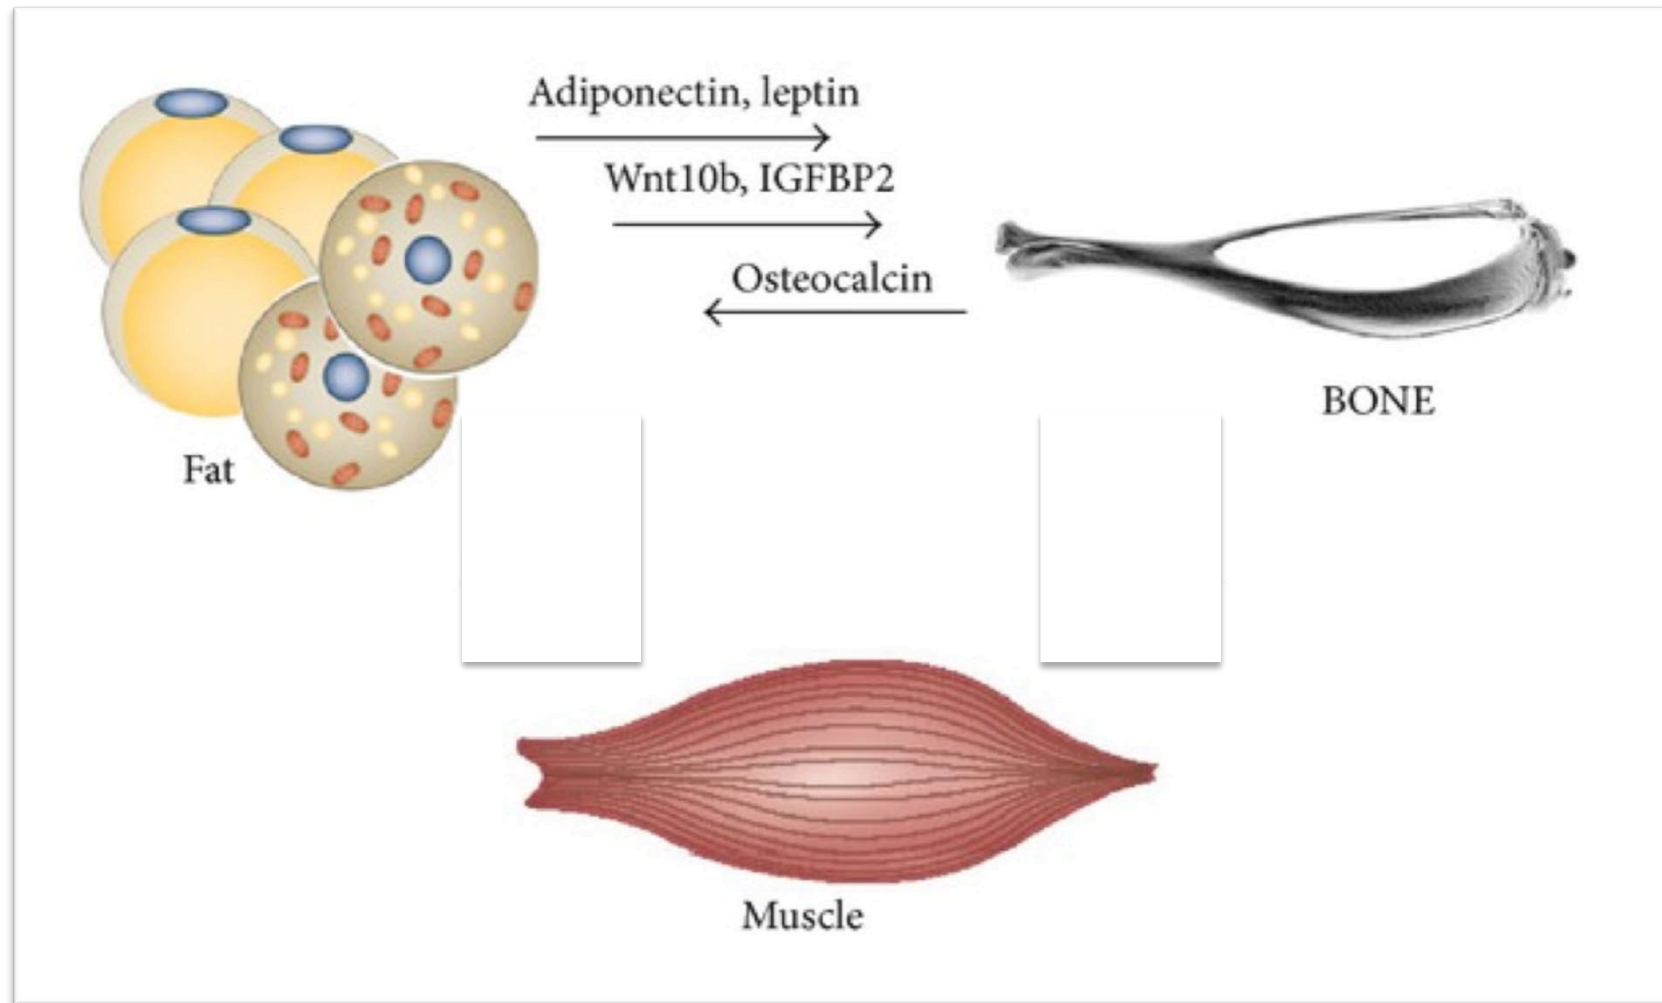 Adiponectin, leptin
Wnt10b, IGFBP2
Osteocalcin
BONE
Fat
Muscle